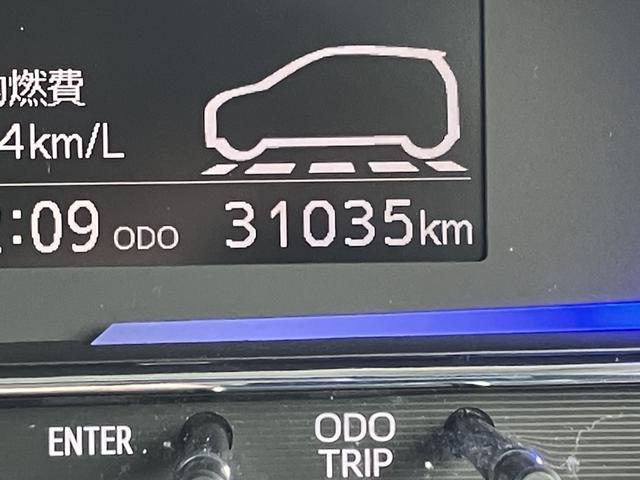 燃費
4km/L
:09 ODO 31035km
ENTER ODO
TRIP